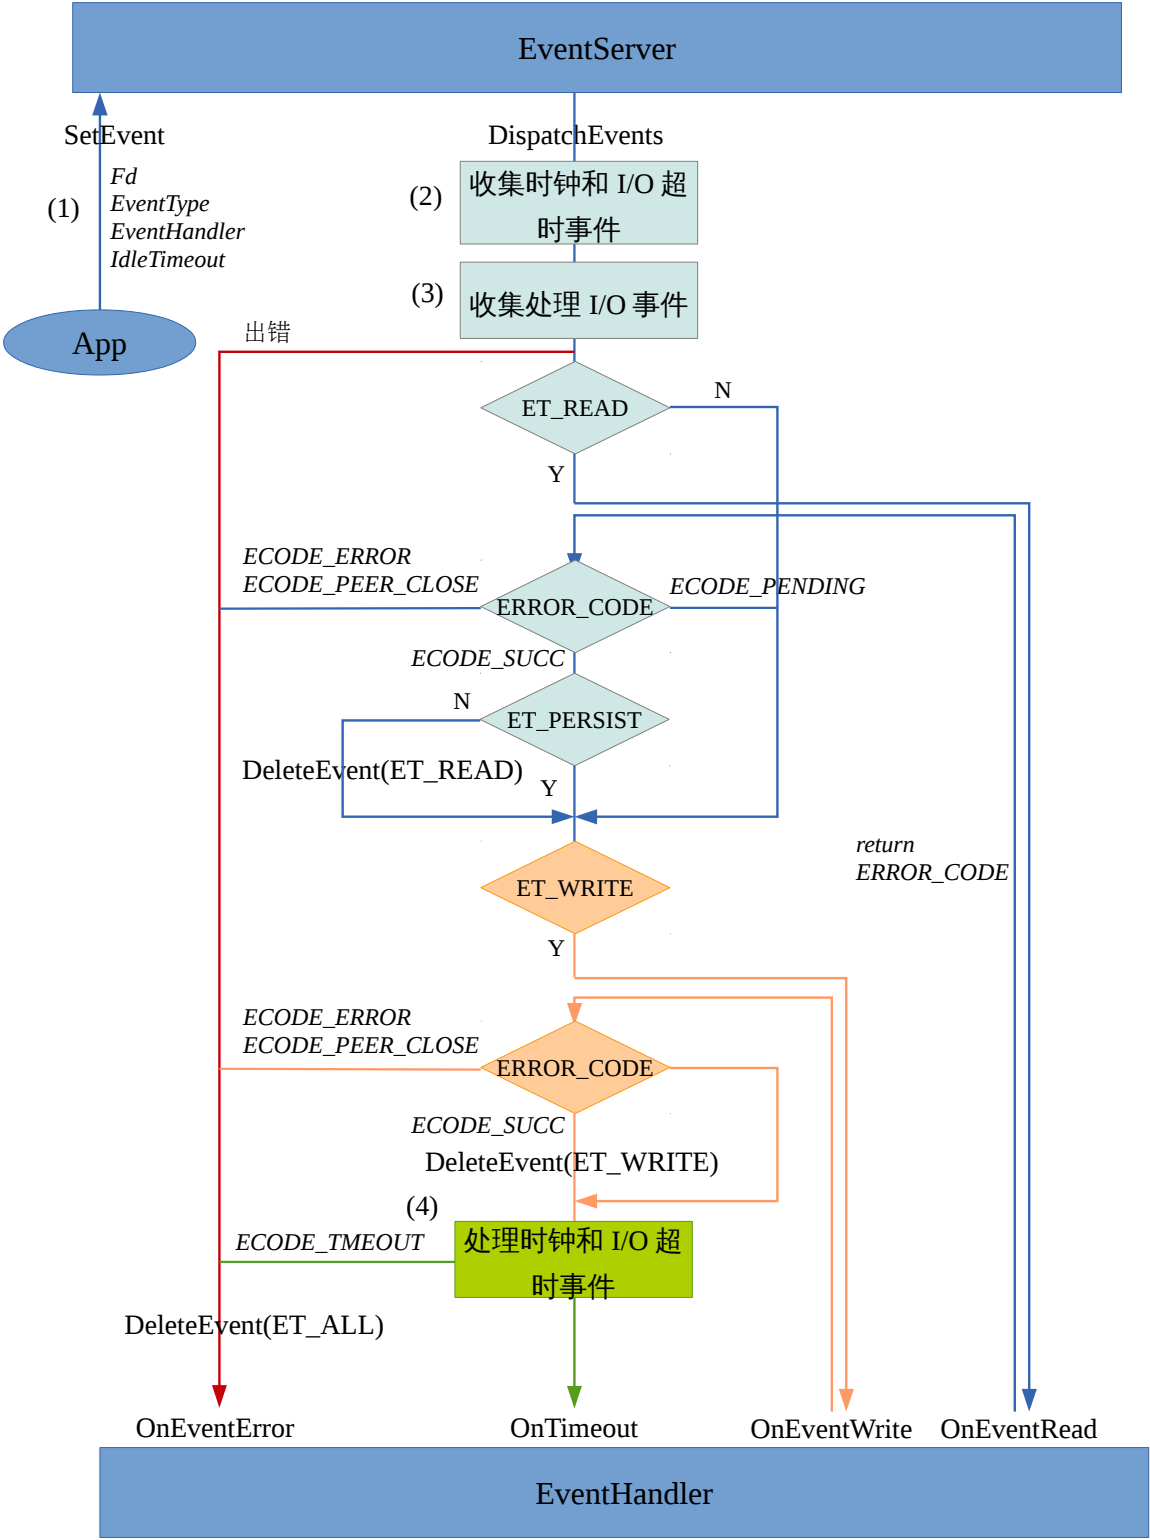 EventServer
SetEvent
DispatchEvents
(1)
Fd
EventType
EventHandler
IdleTimeout
App
(2)
收集时钟和 I/O 超
时事件
(3)
收集处理 I/O 事件
出错
ET_READ
N
Y
ECODE_ERROR
ECODE_PEER_CLOSE
ERROR_CODE
ECODE_PENDING
ECODE_SUCC
N
ET_PERSIST
DeleteEvent(ET_READ)
Y
return
ERROR_CODE
ET_WRITE
Y
ECODE_ERROR
ECODE_PEER_CLOSE
ERROR_CODE
ECODE_SUCC
DeleteEvent(ET_WRITE)
(4)
ECODE_TMEOUT
处理时钟和 I/O 超
时事件
DeleteEvent(ET_ALL)
OnEventError
OnTimeout
OnEventWrite
OnEventRead
EventHandler